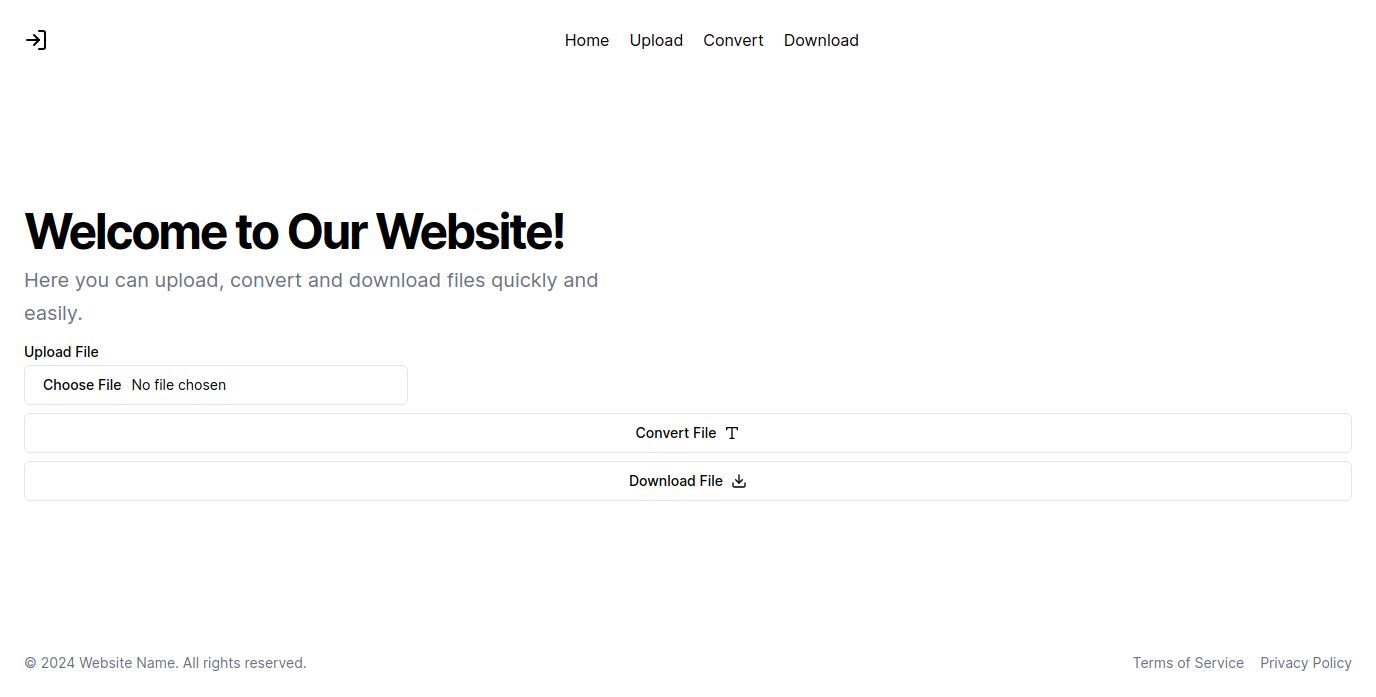 Home Upload Convert Download
Welcome to Our Website!
Here you can upload, convert and download files quickly and
easily.
Upload File
Choose File No file chosen
Convert File
Download File
© 2024 Website Name. All rights reserved. Terms of Service Privacy Policy